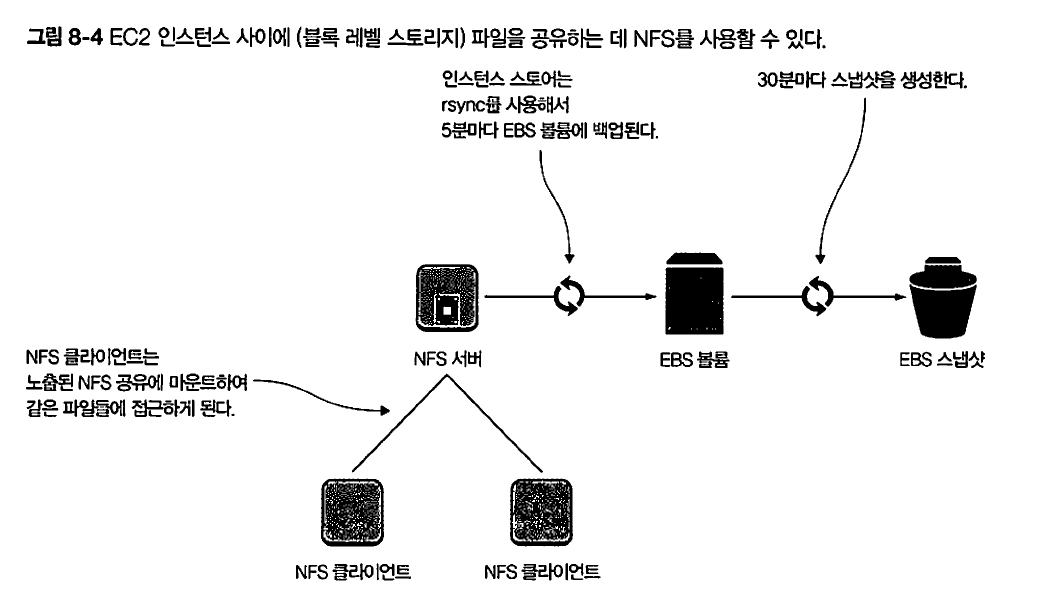 그림 8-4 EC2 인스턴스 사이에 (블록 레벨 스토리지) 파일을 공유하는 데 NFS를 사용할 수 있다.
인스턴스 스토어는
rsync를 사용해서
5분마다 EBS 볼륨에 백업된다.
30분마다 스냅샷을 생성한다.
NFS 서버
EBS 볼륨
EBS 스냅샷
NFS 클라이언트는
노출된 NFS 공유에 마운트하여
같은 파일들에 접근하게 된다.
NFS 클라이언트
NFS 클라이언트